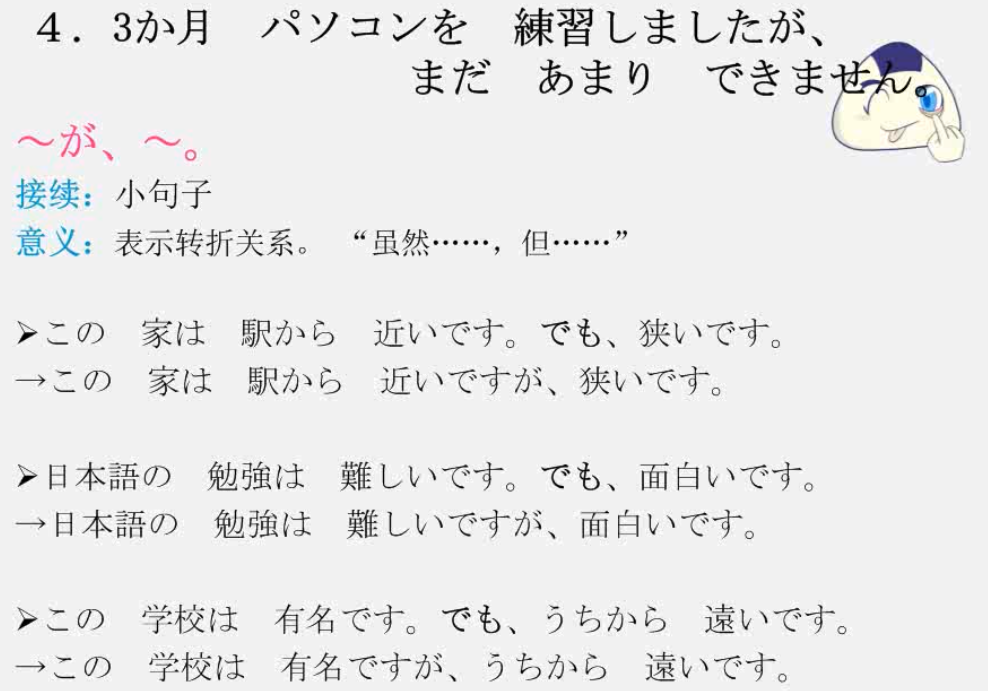 ４．3か月　パソコンを　練習しましたが、
まだ　あまり　できません。
～が、～。
接续：小句子
意义：表示转折关系。“虽然……，但……”
➢この　家は　駅から　近いです。でも、狭いです。
→この　家は　駅から　近いですが、狭いです。
➢日本語の　勉強は　難しいです。でも、面白いです。
→日本語の　勉強は　難しいですが、面白いです。
➢この　学校は　有名です。でも、うちから　遠いです。
→この　学校は　有名ですが、うちから　遠いです。